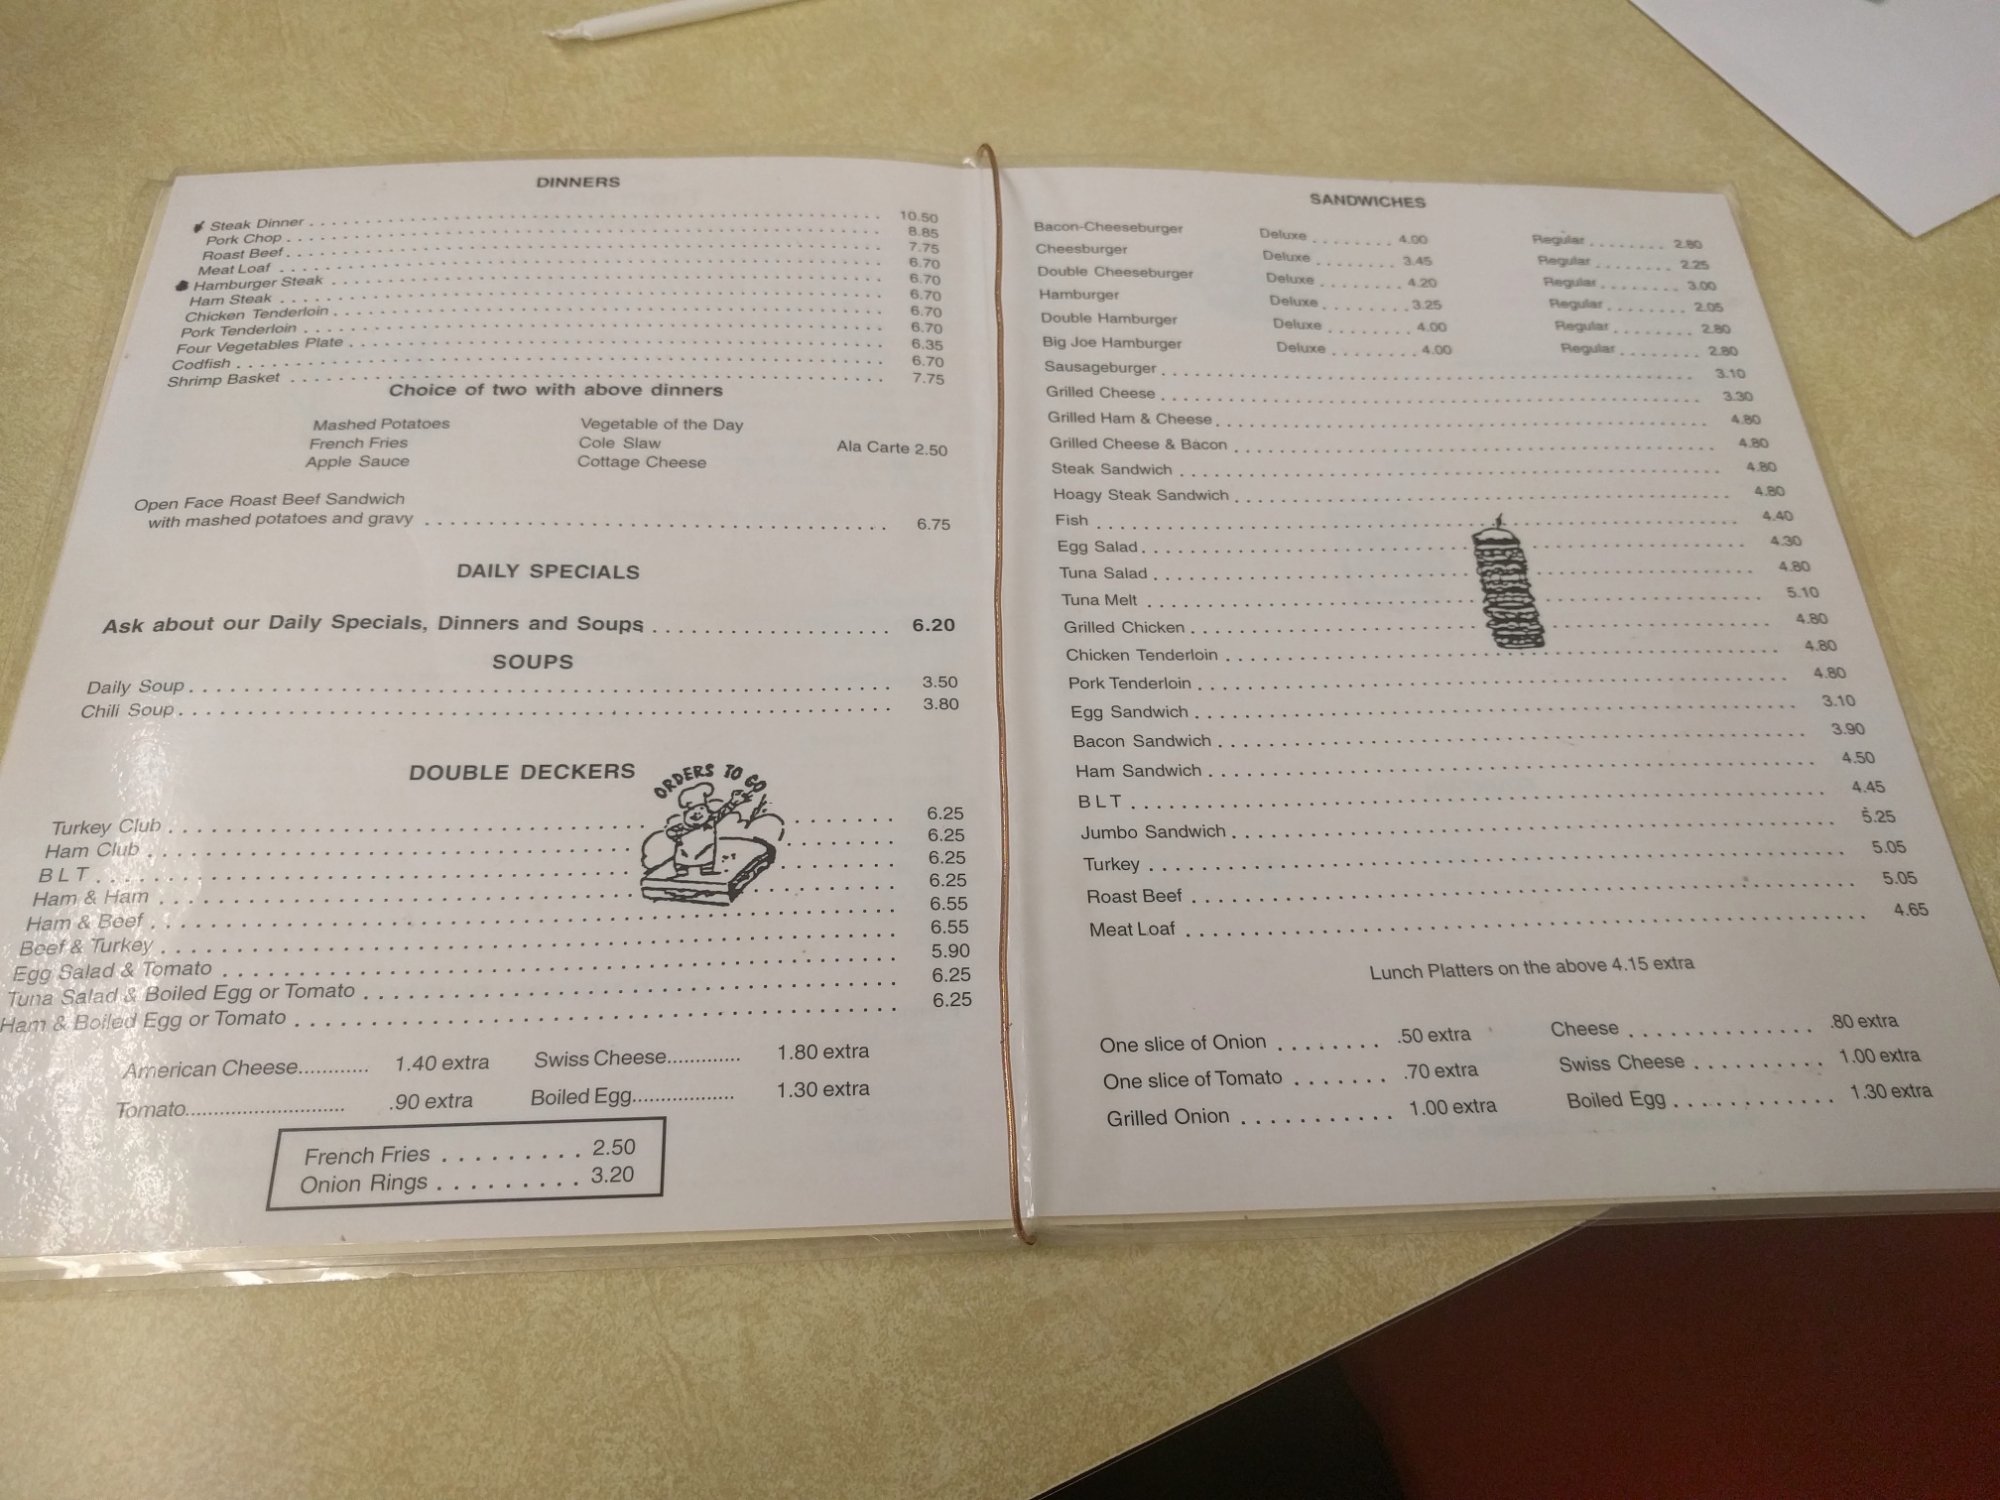 DINNERS
Steak Dinner 10.50
Pork Chop 8.85
Roast Beef 7.75
Meat Loaf 6.70
Hamburger Steak 6.70
Ham Steak 6.70
Chicken Tenderloin 6.70
Pork Tenderloin 6.70
Four Vegetables Plate 6.35
Codfish 6.70
Shrimp Basket 7.75
Choice of two with above dinners
Mashed Potatoes Vegetable of the Day
French Fries Cole Slaw Ala Carte 2.50
Apple Sauce Cottage Cheese
Open Face Roast Beef Sandwich
with mashed potatoes and gravy 6.75
DAILY SPECIALS
Ask about our Daily Specials, Dinners and Soups 6.20
SOUPS
Daily Soup 3.50
Chili Soup 3.80
DOUBLE DECKERS
ORDERS TO GO
Turkey Club 6.25
Ham Club 6.25
B L T 6.25
Ham & Ham 6.25
Ham & Beef 6.55
Beef & Turkey 6.55
Egg Salad & Tomato 5.90
Tuna Salad & Boiled Egg or Tomato 6.25
Ham & Boiled Egg or Tomato 6.25
American Cheese 1.40 extra Swiss Cheese 1.80 extra
Tomato .90 extra Boiled Egg 1.30 extra
French Fries 2.50
Onion Rings 3.20
SANDWICHES
Bacon-Cheeseburger Deluxe 4.00 Regular 2.80
Cheesburger Deluxe 3.45 Regular 2.25
Double Cheeseburger Deluxe 4.20 Regular 3.00
Hamburger Deluxe 3.25 Regular 2.05
Double Hamburger Deluxe 4.00 Regular 2.80
Big Joe Hamburger Deluxe 4.00 Regular 2.80
Sausageburger 3.10
Grilled Cheese 3.30
Grilled Ham & Cheese 4.80
Grilled Cheese & Bacon 4.80
Steak Sandwich 4.80
Hoagy Steak Sandwich 4.80
Fish 4.40
Egg Salad 4.30
Tuna Salad 4.80
Tuna Melt 5.10
Grilled Chicken 4.80
Chicken Tenderloin 4.80
Pork Tenderloin 4.80
Egg Sandwich 3.10
Bacon Sandwich 3.90
Ham Sandwich 4.50
B L T 4.45
Jumbo Sandwich 5.25
Turkey 5.05
Roast Beef 5.05
Meat Loaf 4.65
Lunch Platters on the above 4.15 extra
One slice of Onion .50 extra Cheese .80 extra
One slice of Tomato .70 extra Swiss Cheese 1.00 extra
Grilled Onion 1.00 extra Boiled Egg 1.30 extra